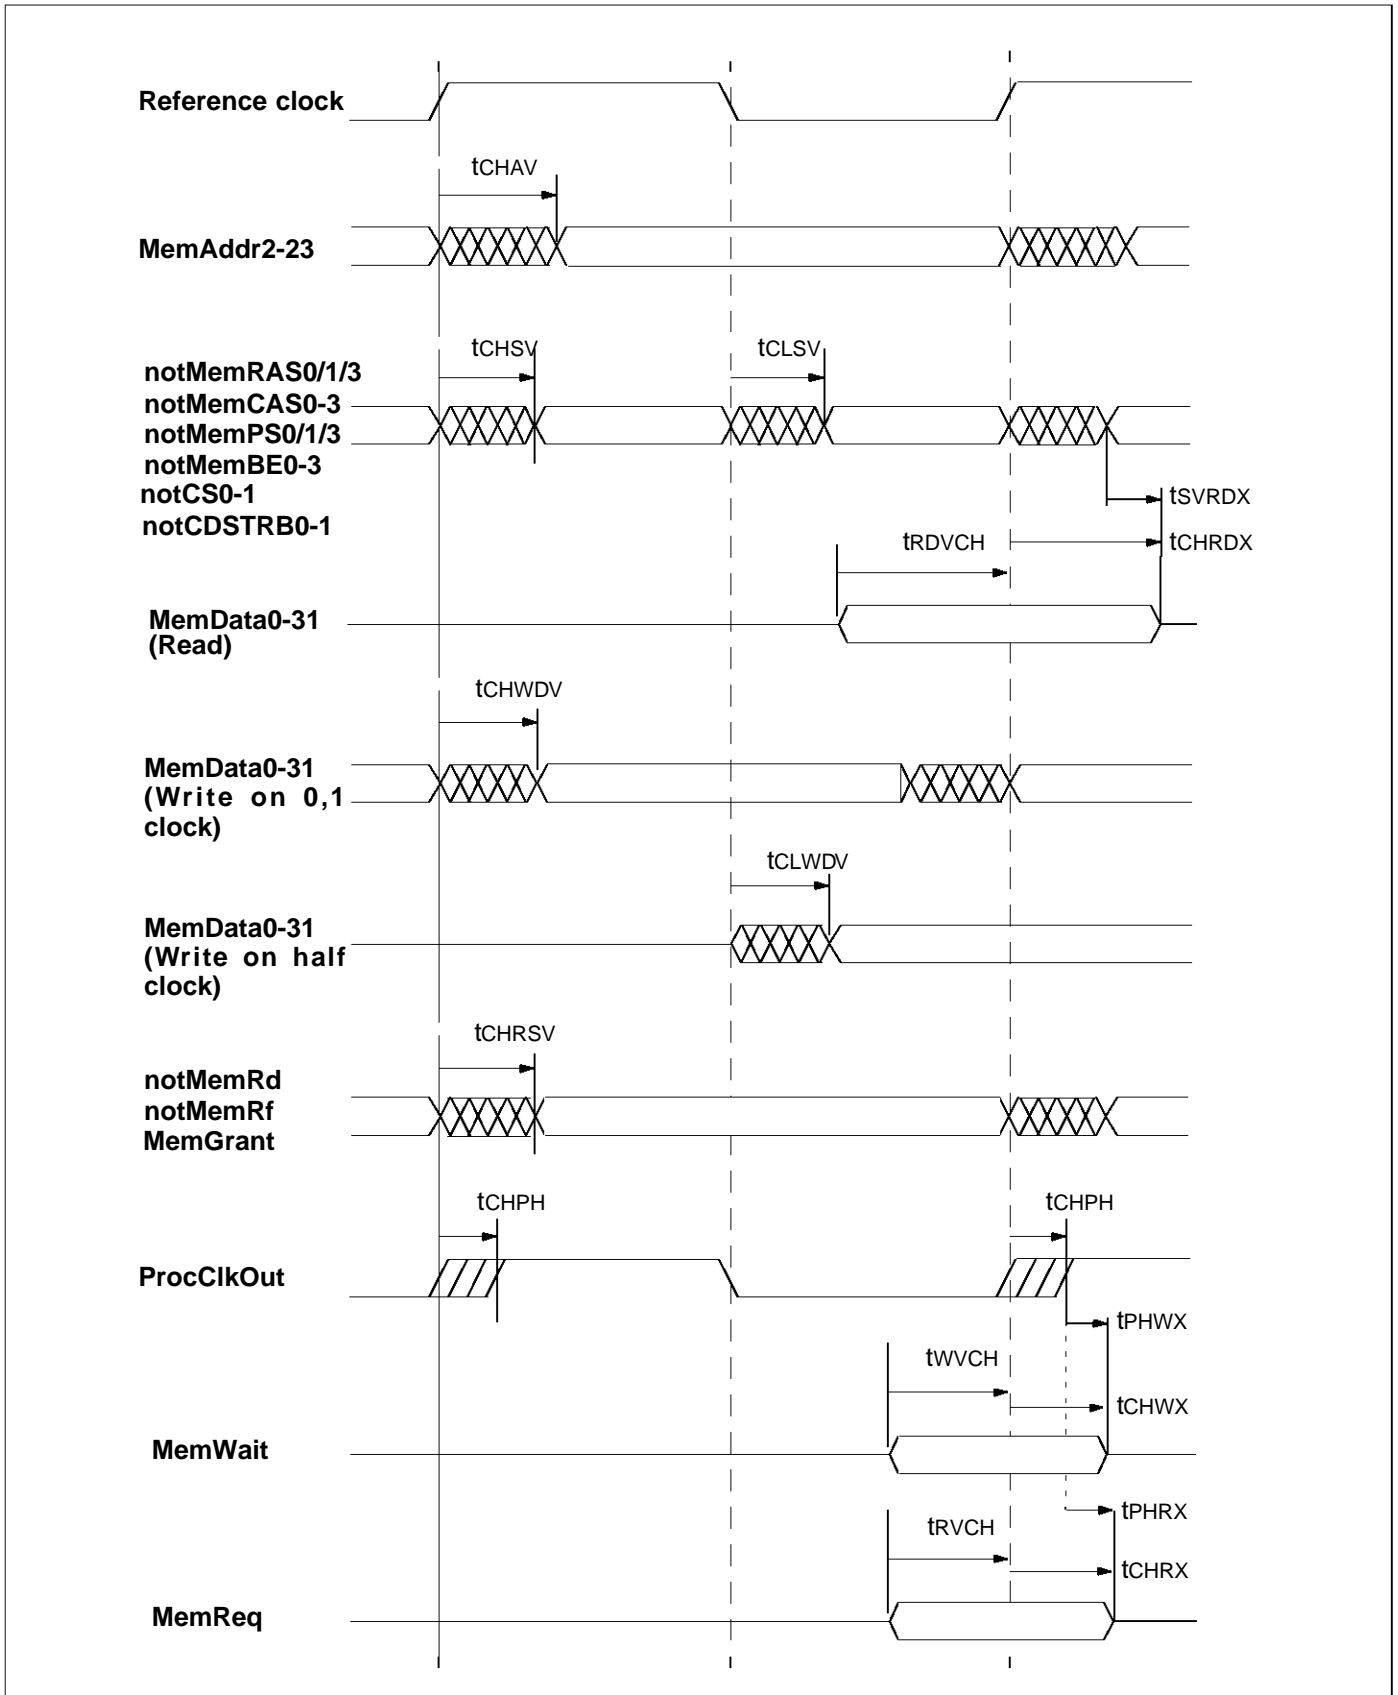 Reference clock
tCHAV
MemAddr2-23
tCHSV
tCLSV
notMemRAS0/1/3
notMemCAS0-3
notMemPS0/1/3
notMemBE0-3
notCS0-1
tSVRDX
notCDSTRB0-1
tRDVCH
tCHRDX
MemData0-31
(Read)
tCHWDV
MemData0-31
(Write on 0,1
clock)
tCLWDV
MemData0-31
(Write on half
clock)
tCHRSV
notMemRd
notMemRf
MemGrant
tCHPH
tCHPH
ProcClkOut
tPHWX
tWVCH
tCHWX
MemWait
tPHRX
tRVCH
tCHRX
MemReq